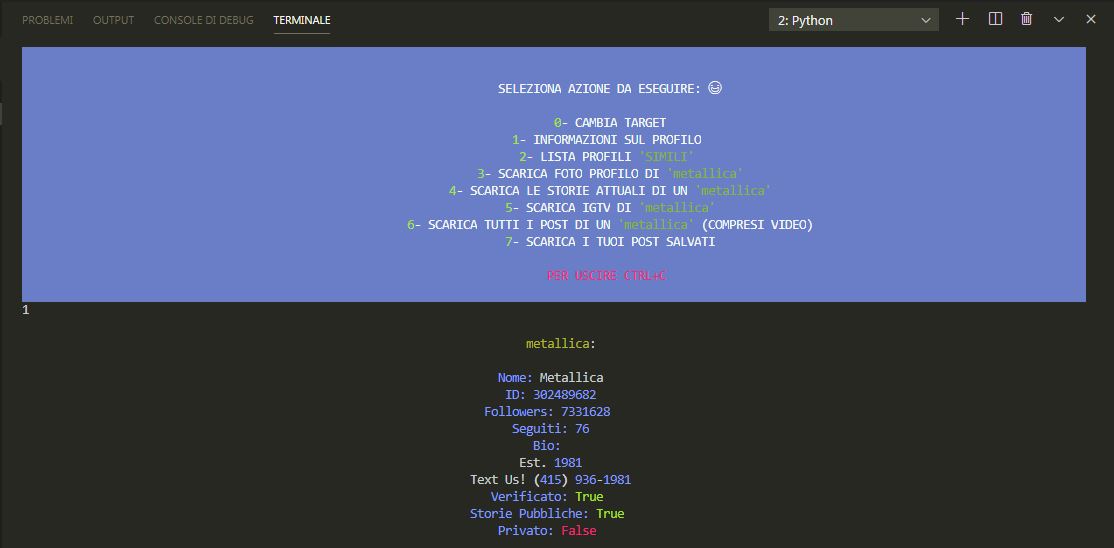 PROBLEMI OUTPUT CONSOLE DI DEBUG TERMINALE 2: Python
SELEZIONA AZIONE DA ESEGUIRE: 😄
0- CAMBIA TARGET
1- INFORMAZIONI SUL PROFILO
2- LISTA PROFILI 'SIMILI'
3- SCARICA FOTO PROFILO DI 'metallica'
4- SCARICA LE STORIE ATTUALI DI UN 'metallica'
5- SCARICA IGTV DI 'metallica'
6- SCARICA TUTTI I POST DI UN 'metallica' (COMPRESI VIDEO)
7- SCARICA I TUOI POST SALVATI
PER USCIRE CTRL+C
1
metallica:
Nome: Metallica
ID: 302489682
Followers: 7331628
Seguiti: 76
Bio:
Est. 1981
Text Us! (415) 936-1981
Verificato: True
Storie Pubbliche: True
Privato: False